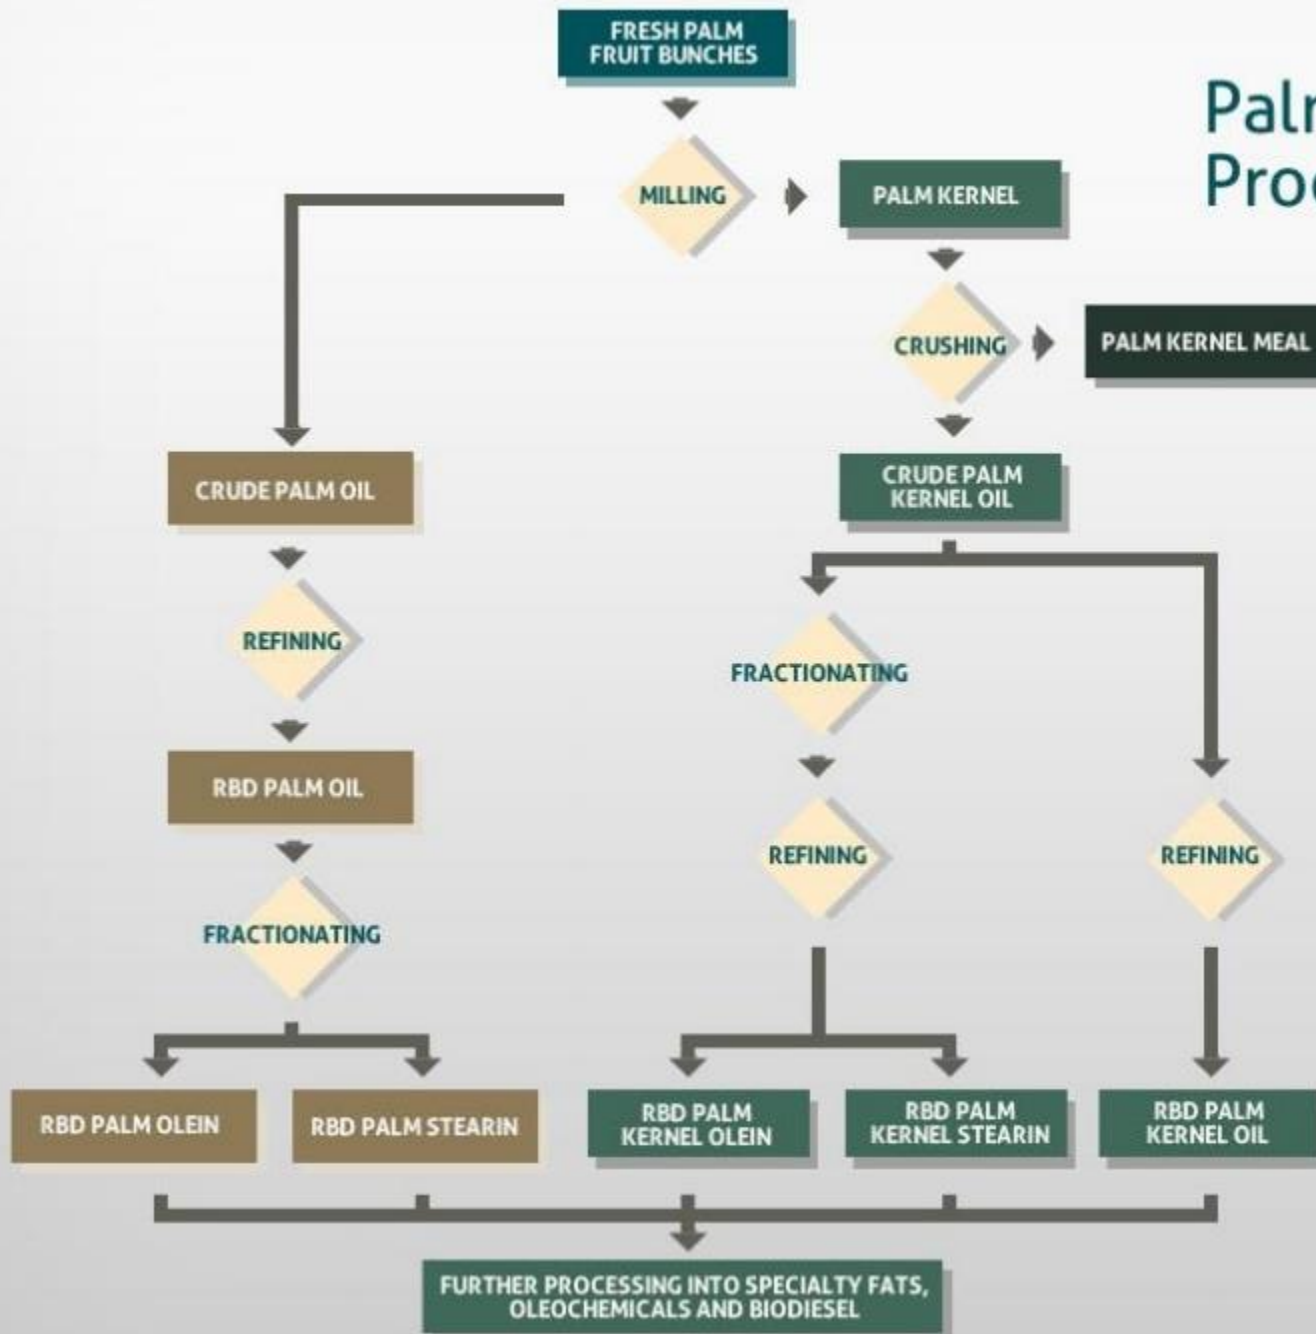 FRESH PALM
FRUIT BUNCHES
MILLING
PALM KERNEL
CRUSHING
PALM KERNEL MEAL
CRUDE PALM OIL
CRUDE PALM
KERNEL OIL
REFINING
FRACTIONATING
RBD PALM OIL
REFINING
REFINING
FRACTIONATING
RBD PALM OLEIN
RBD PALM STEARIN
RBD PALM
KERNEL OLEIN
RBD PALM
KERNEL STEARIN
RBD PALM
KERNEL OIL
FURTHER PROCESSING INTO SPECIALTY FATS,
OLEOCHEMICALS AND BIODIESEL